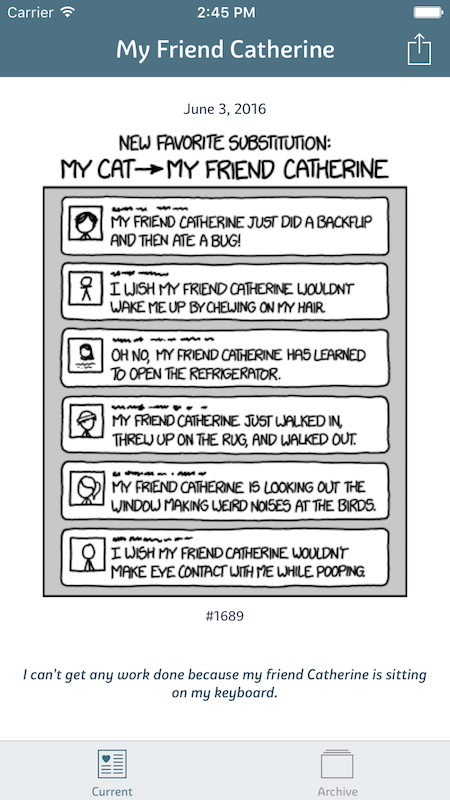 Carrier 2:45 PM
My Friend Catherine
June 3, 2016
NEW FAVORITE SUBSTITUTION:
MY CAT→MY FRIEND CATHERINE
MY FRIEND CATHERINE JUST DID A BACKFLIP
AND THEN ATE A BUG!
I WISH MY FRIEND CATHERINE WOULDN'T
WAKE ME UP BY CHEWING ON MY HAIR.
OH NO, MY FRIEND CATHERINE HAS LEARNED
TO OPEN THE REFRIGERATOR.
MY FRIEND CATHERINE JUST WALKED IN,
THREW UP ON THE RUG, AND WALKED OUT.
MY FRIEND CATHERINE IS LOOKING OUT THE
WINDOW MAKING WEIRD NOISES AT THE BIRDS.
I WISH MY FRIEND CATHERINE WOULDN'T
MAKE EYE CONTACT WITH ME WHILE POOPING.
#1689
I can't get any work done because my friend Catherine is sitting
on my keyboard.
Current Archive